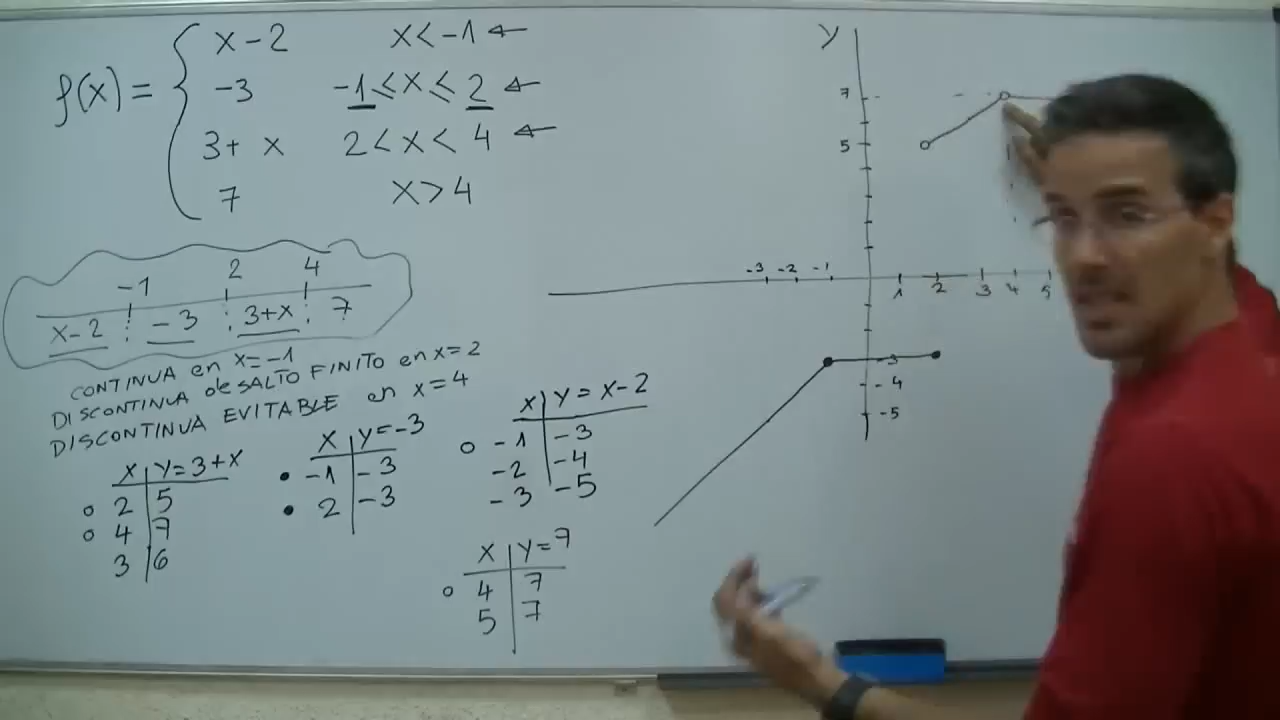 f(x) = { x - 2    x < -1 ←
-3    -1 ≤ x ≤ 2 ←
3 + x    2 < x < 4 ←
7    x > 4
-1    2    4
x-2    -3    3+x    7
CONTINUA en x=-1
DISCONTINUA de SALTO FINITO en x=2
DISCONTINUA EVITABLE en x=4
x | y=3+x
o 2 | 5
o 4 | 7
3 | 6
x | y=-3
• -1 | -3
• 2 | -3
x | y=x-2
o -1 | -3
-2 | -4
-3 | -5
x | y=7
o 4 | 7
5 | 7
y
7
5
-3 -2 -1 1 2 3 4 5
-3
-4
-5